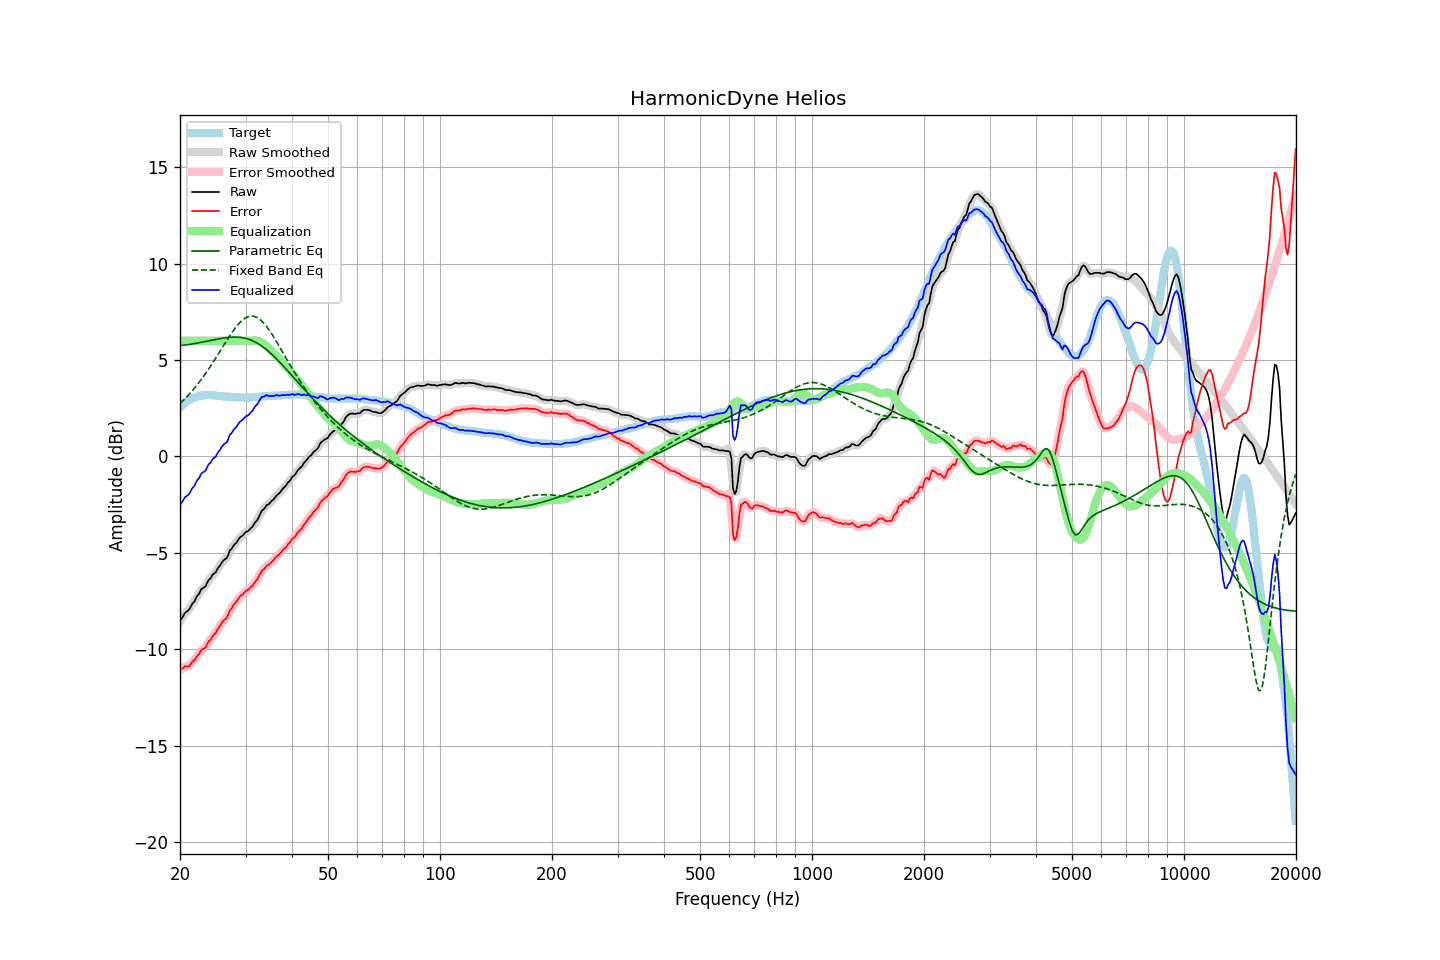 HarmonicDyne Helios
Target
Raw Smoothed
Error Smoothed
Raw
Error
Equalization
Parametric Eq
Fixed Band Eq
Equalized
15
10
5
0
−5
−10
−15
−20
Amplitude (dBr)
20 50 100 200 500 1000 2000 5000 10000 20000
Frequency (Hz)